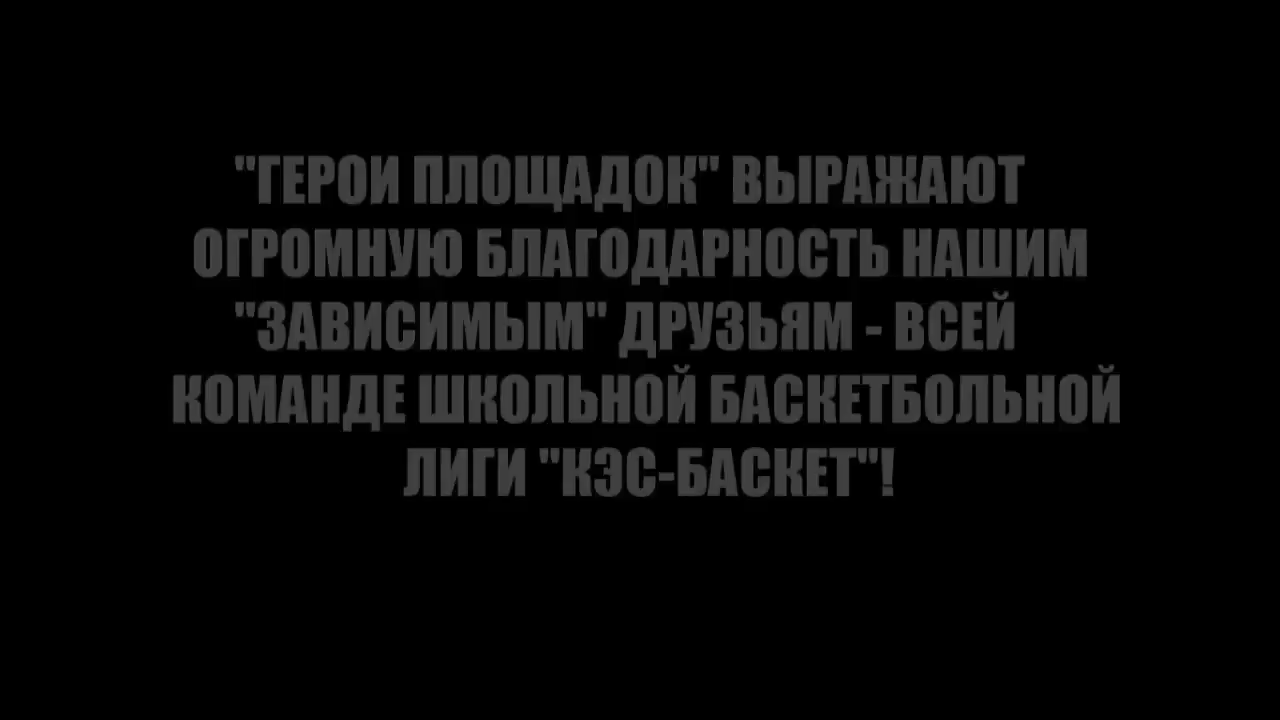 "ГЕРОИ ПЛОЩАДОК" ВЫРАЖАЮТ
ОГРОМНУЮ БЛАГОДАРНОСТЬ НАШИМ
"ЗАВИСИМЫМ" ДРУЗЬЯМ - ВСЕЙ
КОМАНДЕ ШКОЛЬНОЙ БАСКЕТБОЛЬНОЙ
ЛИГИ "КЭС-БАСКЕТ"!